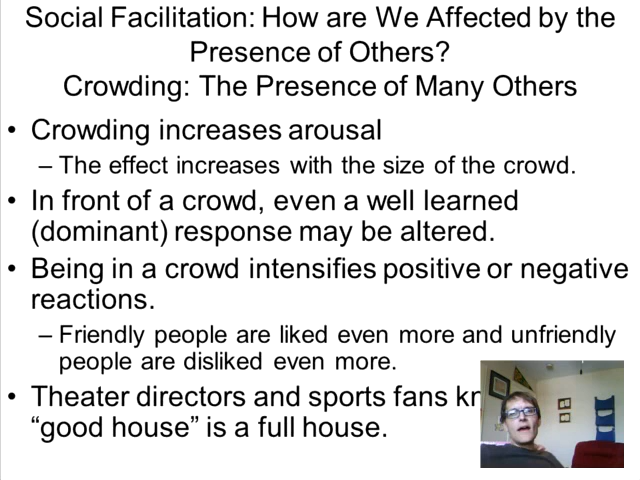 Social Facilitation: How are We Affected by the
Presence of Others?
Crowding: The Presence of Many Others
• Crowding increases arousal
– The effect increases with the size of the crowd.
• In front of a crowd, even a well learned
(dominant) response may be altered.
• Being in a crowd intensifies positive or negative
reactions.
– Friendly people are liked even more and unfriendly
people are disliked even more.
• Theater directors and sports fans
“good house” is a full house.